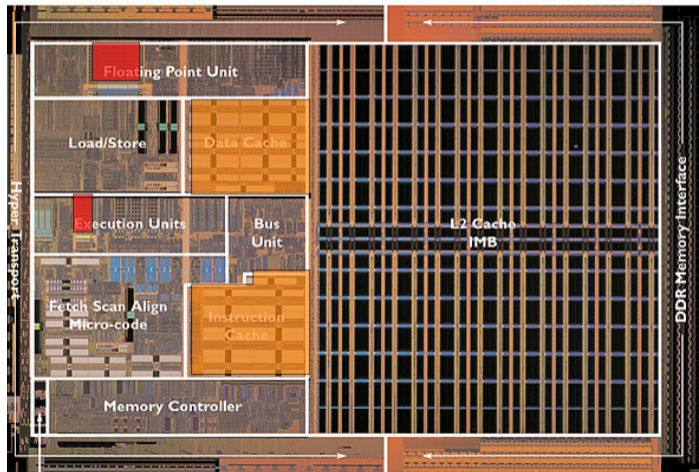 Floating Point Unit
Load/Store
Data Cache
Hyper Transport
Execution Units
Bus
Unit
L2 Cache
IMB
DDR Memory Interface
Fetch Scan Align
Micro-code
Instruction
Cache
Memory Controller